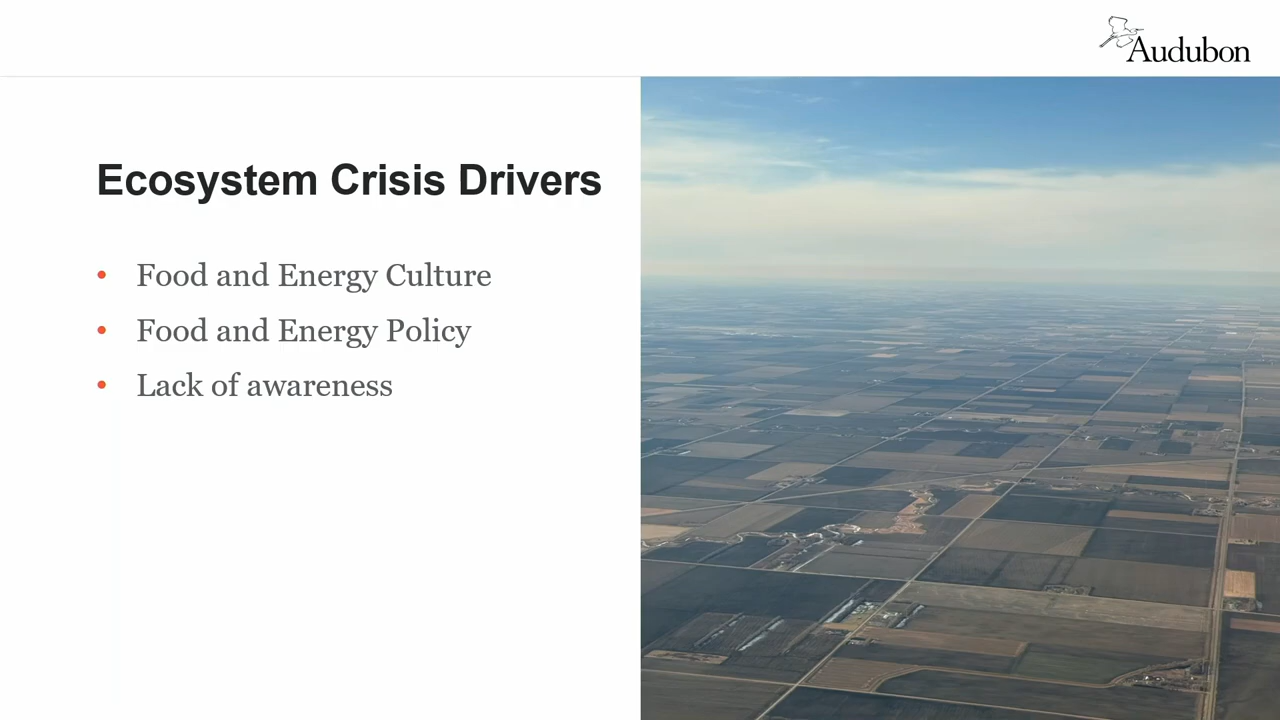 Audubon
Ecosystem Crisis Drivers
• Food and Energy Culture
• Food and Energy Policy
• Lack of awareness